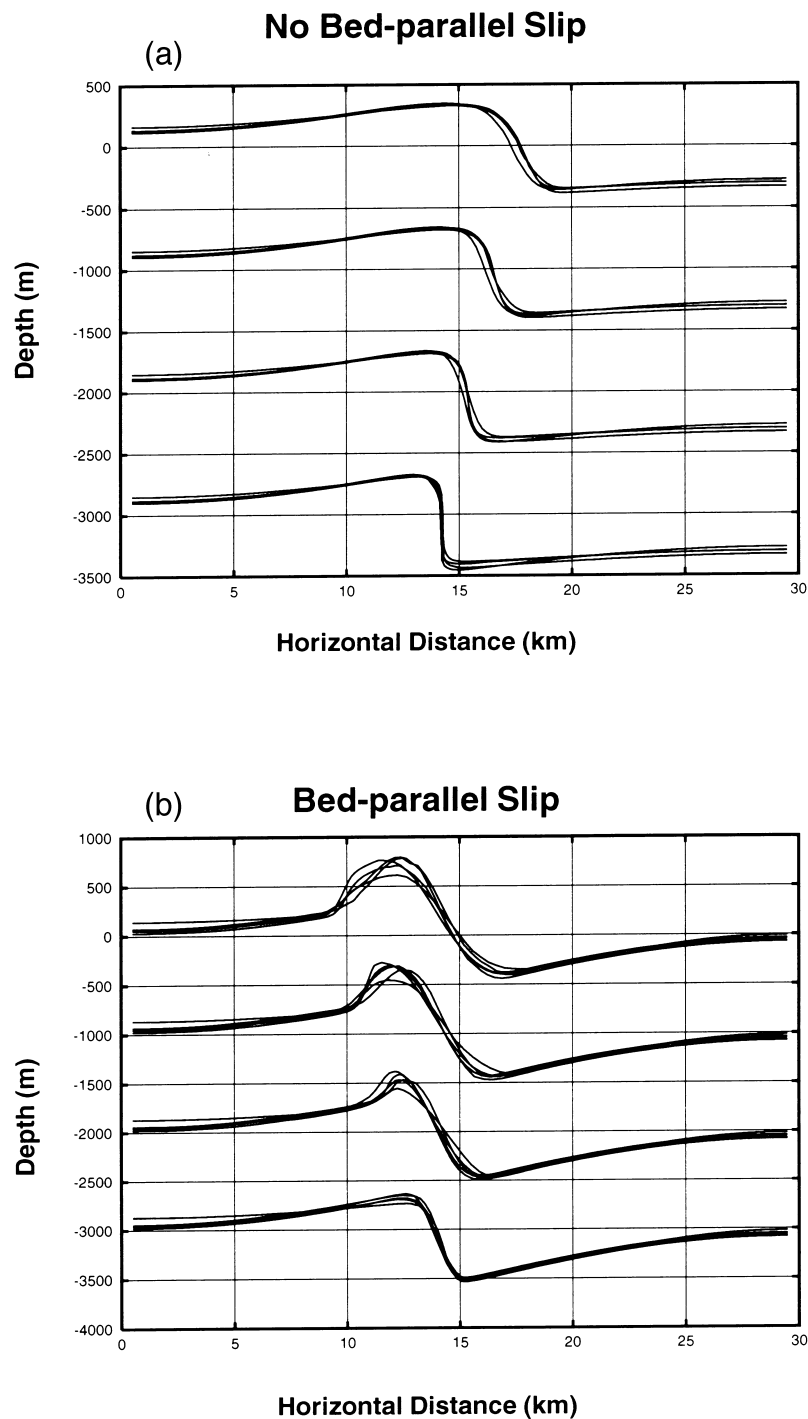 No Bed-parallel Slip
(a)
500
0
-500
-1000
-1500
-2000
-2500
-3000
-3500
Depth (m)
0 5 10 15 20 25 30
Horizontal Distance (km)
(b)
Bed-parallel Slip
1000
500
0
-500
-1000
-1500
-2000
-2500
-3000
-3500
-4000
Depth (m)
0 5 10 15 20 25 30
Horizontal Distance (km)